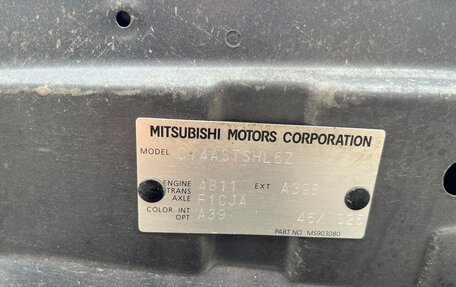 MITSUBISHI MOTORS CORPORATION
MODEL CY4ASTSHL6Z
ENGINE 4B11 EXT A39B
TRANS AXLE F1CJA
COLOR INT OPT A39 45/ S25
PART NO : MS903080